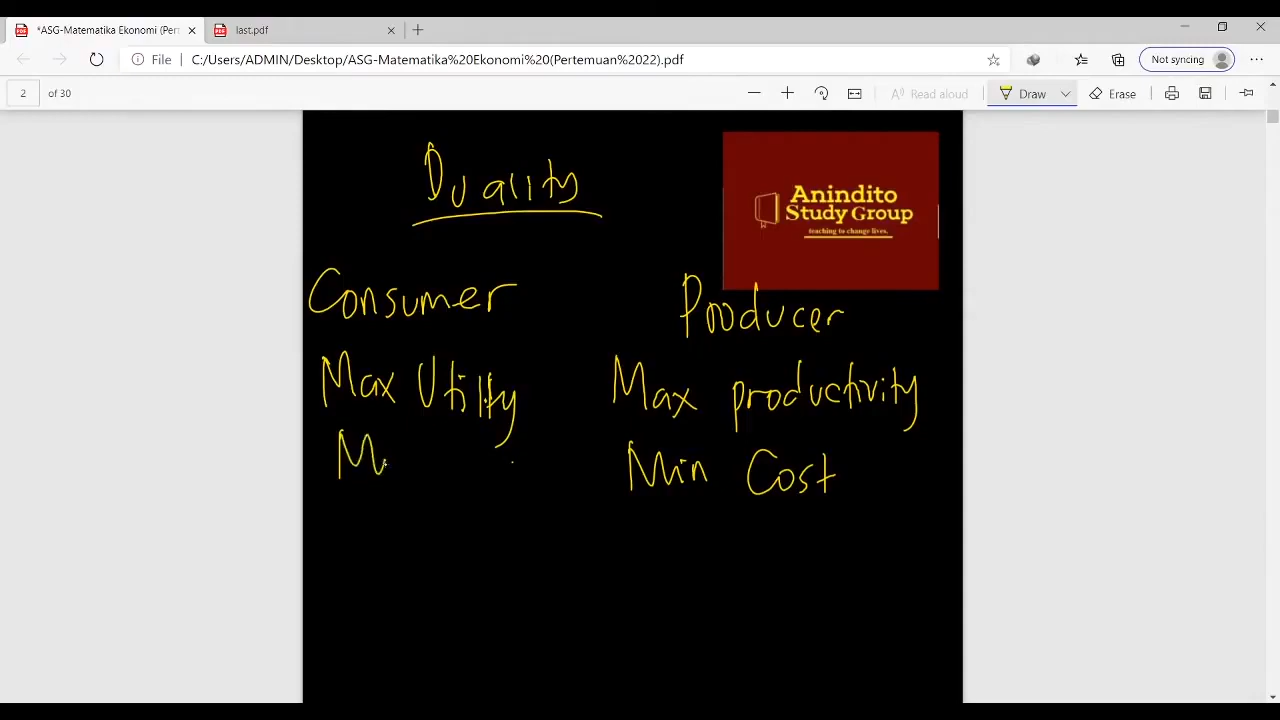 *ASG-Matematika Ekonomi (Pert
last.pdf
File
C:/Users/ADMIN/Desktop/ASG-Matematika%20Ekonomi%20(Pertemuan%2022).pdf
Not syncing
2 of 30
Read aloud
Draw
Erase
Duality
Anindito
Study Group
teaching to change lives.
Consumer
Producer
Max Utility
Max productivity
M
Min Cost